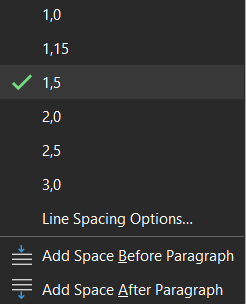 1,0
1,15
1,5
2,0
2,5
3,0
Line Spacing Options...
Add Space Before Paragraph
Add Space After Paragraph